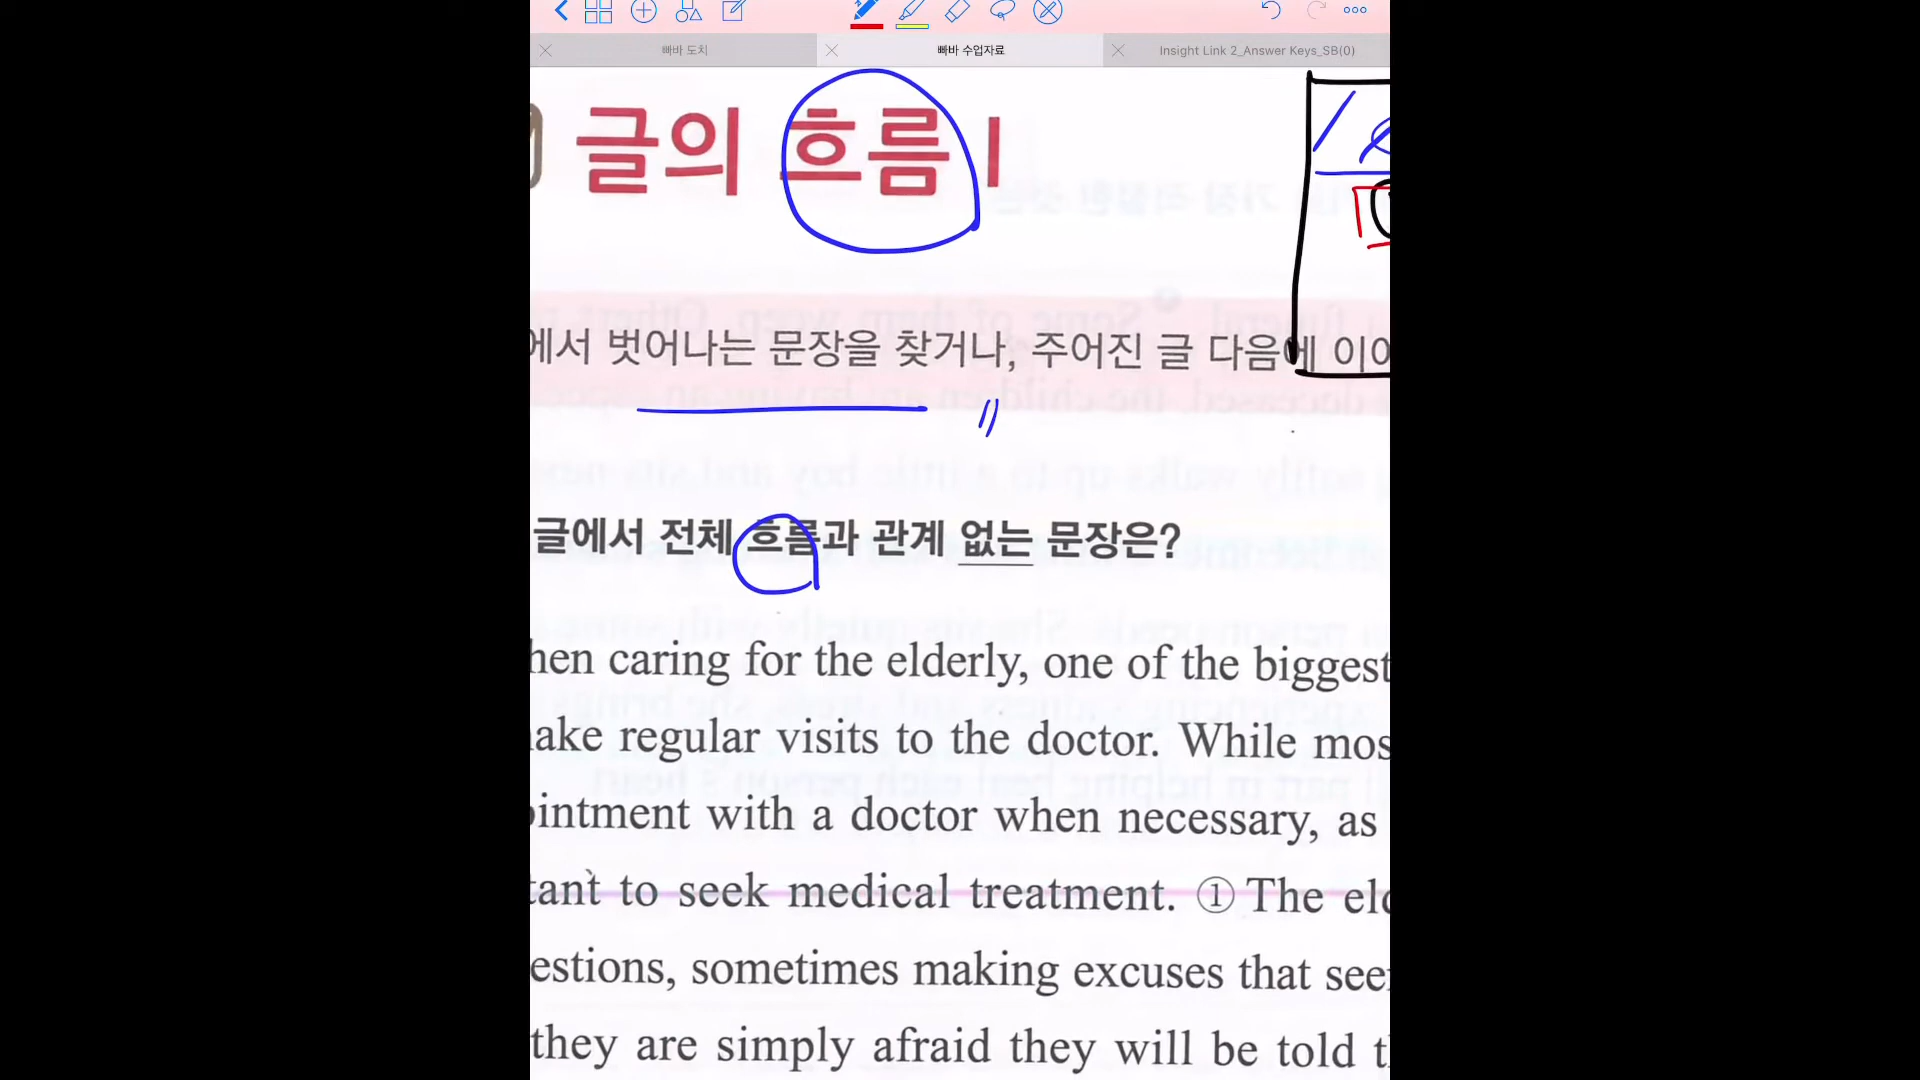 빠바 도치
빠바 수업자료
Insight Link 2_Answer Keys_SB(0)
글의 흐름 I
에서 벗어나는 문장을 찾거나, 주어진 글 다음에 이어
글에서 전체 흐름과 관계 없는 문장은?
hen caring for the elderly, one of the biggest
ake regular visits to the doctor. While mos
ointment with a doctor when necessary, as
tant to seek medical treatment. ① The eld
estions, sometimes making excuses that see
they are simply afraid they will be told t